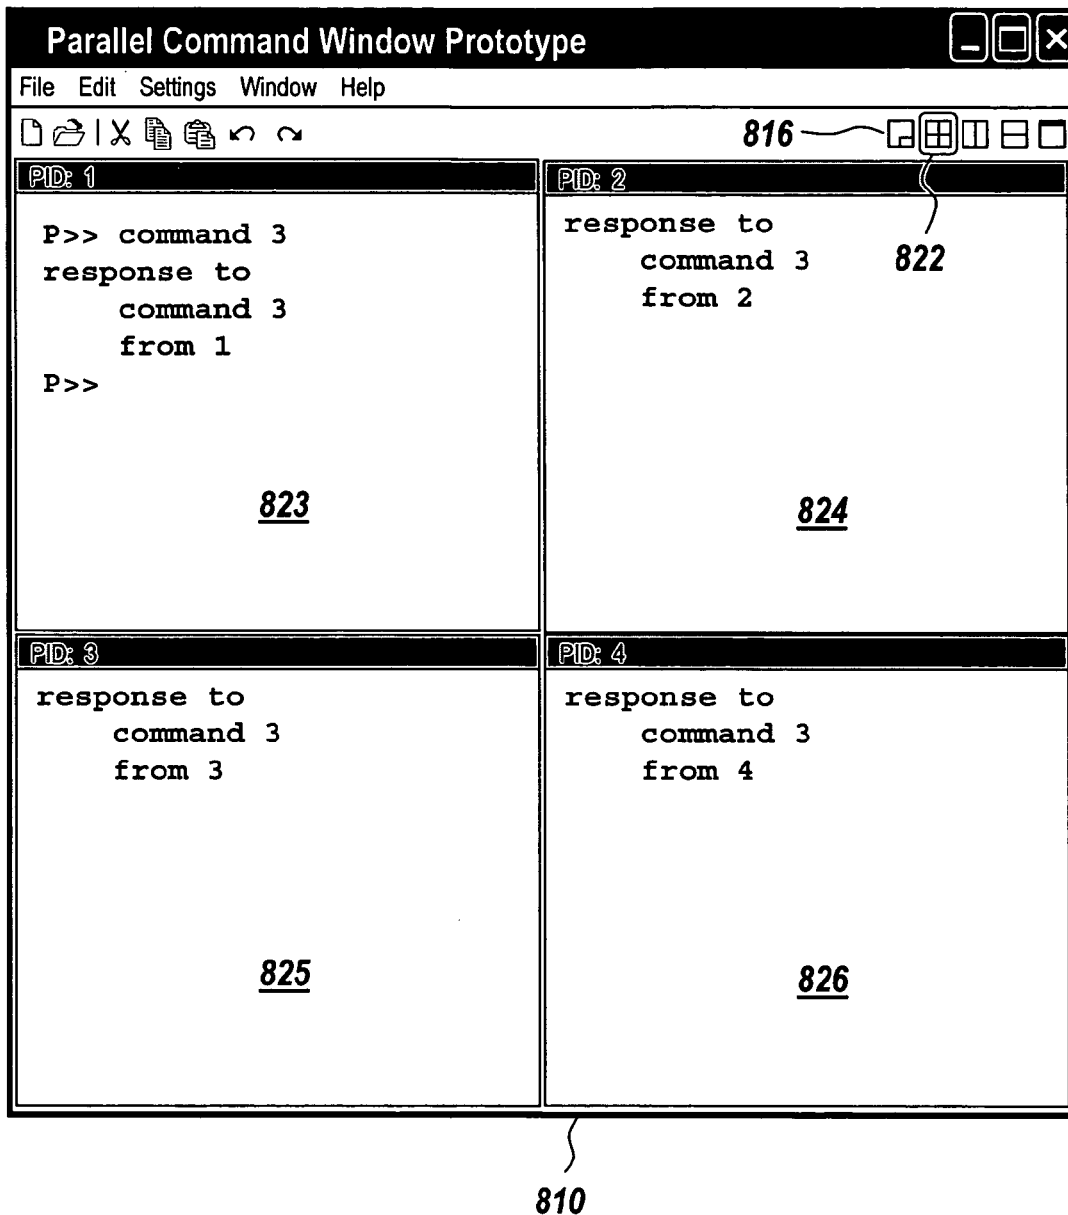 Parallel Command Window Prototype
File Edit Settings Window Help
816
PID: 1
P>> command 3
response to
command 3
from 1
P>>
823
PID: 2
response to
command 3
from 2
822
824
PID: 3
response to
command 3
from 3
825
PID: 4
response to
command 3
from 4
826
810